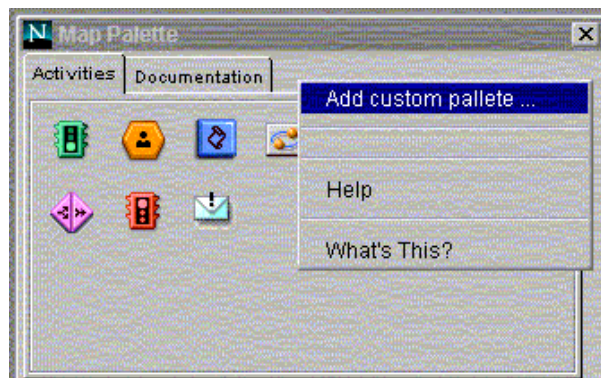 N Map Palette
Activities Documentation
Add custom pallete ...
Help
What's This?